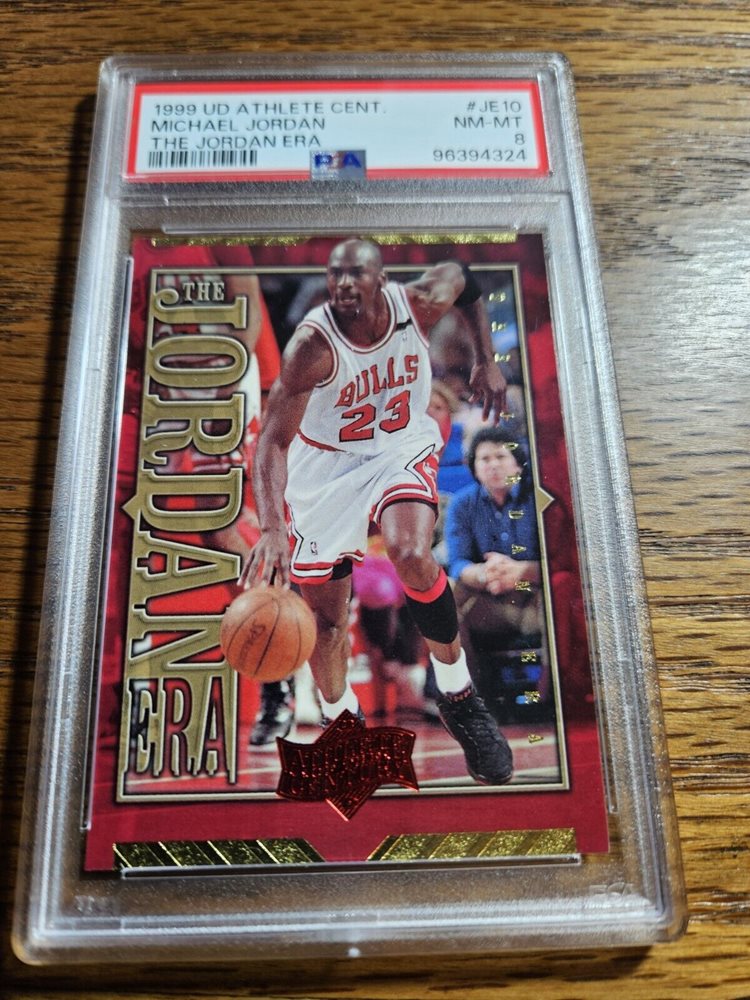 1999 UD ATHLETE CENT. #JE10
MICHAEL JORDAN NM-MT
THE JORDAN ERA 8
PSA 96394324
THE
JORDAN
ERA
BULLS
23